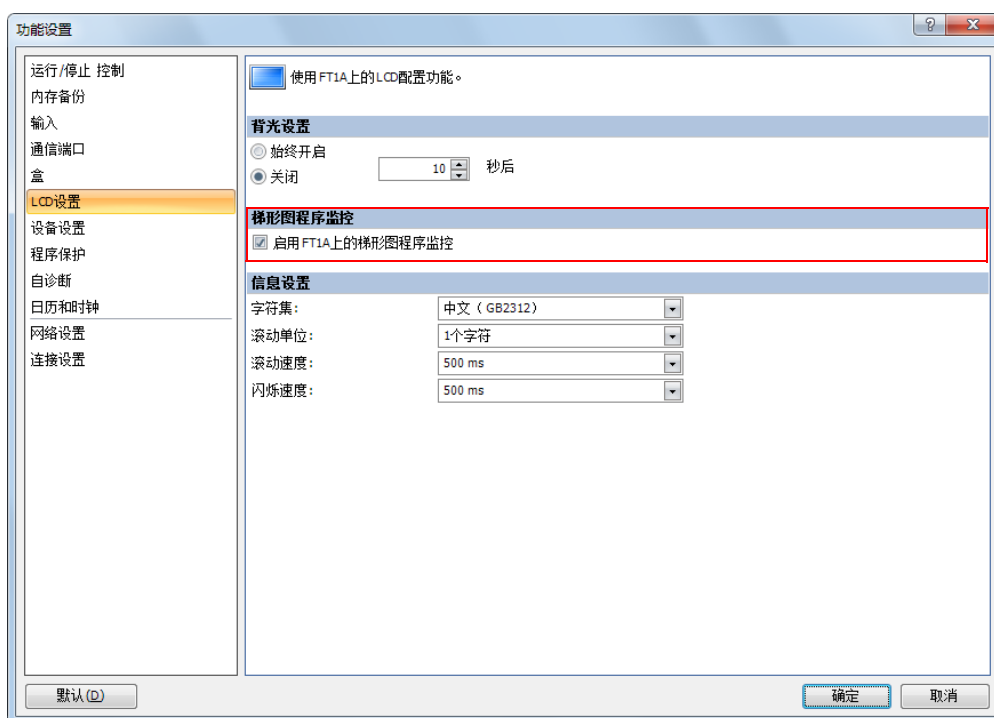 功能设置
运行/停止 控制
内存备份
输入
通信端口
盒
LCD设置
设备设置
程序保护
自诊断
日历和时钟
网络设置
连接设置
使用FT1A上的LCD配置功能。
背光设置
始终开启
关闭 10 秒后
梯形图程序监控
启用FT1A上的梯形图程序监控
信息设置
字符集: 中文（GB2312）
滚动单位: 1个字符
滚动速度: 500 ms
闪烁速度: 500 ms
默认(D) 确定 取消